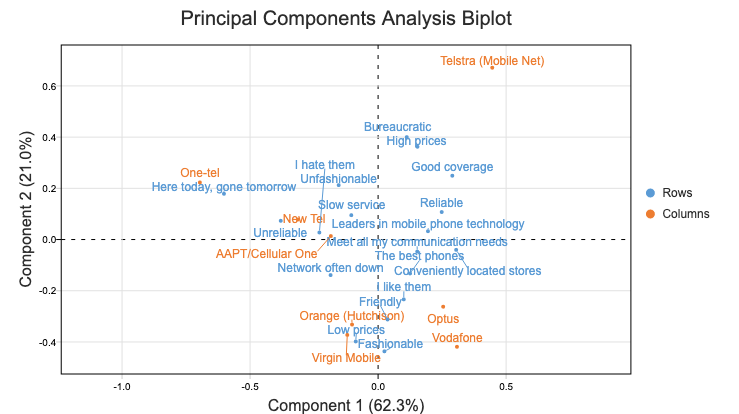 Principal Components Analysis Biplot
Telstra (Mobile Net)
0.6
Bureaucratic
0.4
High prices
I hate them
Good coverage
One-tel
Unfashionable
Here today, gone tomorrow
0.2
Rows
Slow service
Reliable
Columns
New Tel
Leaders in mobile phone technology
Unreliable
0.0
Meet all my communication needs
AAPT/Cellular One
The best phones
Network often down
Conveniently located stores
-0.2
I like them
Friendly
Orange (Hutchison)
Optus
Low prices
Vodafone
-0.4
Fashionable
Virgin Mobile
-1.0
-0.5
0.0
0.5
Component 1 (62.3%)
Component 2 (21.0%)